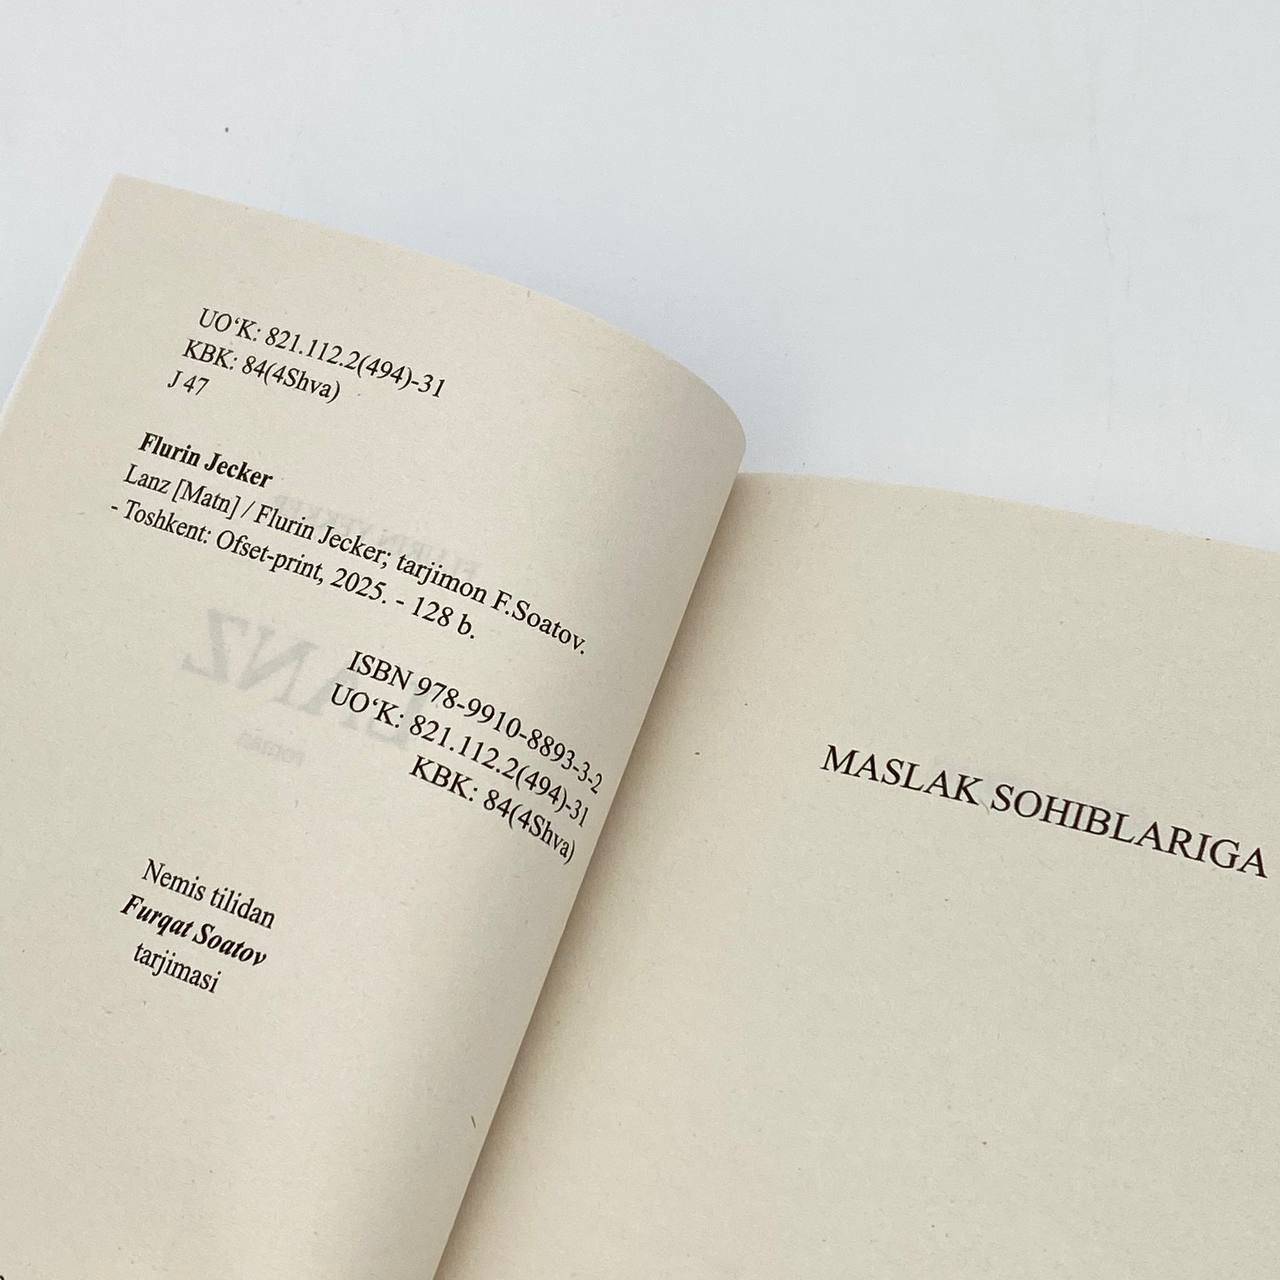 UO‘K: 821.112.2(494)-31
KBK: 84(4Shva)
J 47
Flurin Jecker
Lanz [Matn] / Flurin Jecker; tarjimon F.Soatov.
- Toshkent: Ofset-print, 2025. - 128 b.
ISBN 978-9910-8893-3-2
UO‘K: 821.112.2(494)-31
KBK: 84(4Shva)
Nemis tilidan
Furqat Soatov
tarjimasi
MASLAK SOHIBLARIGA